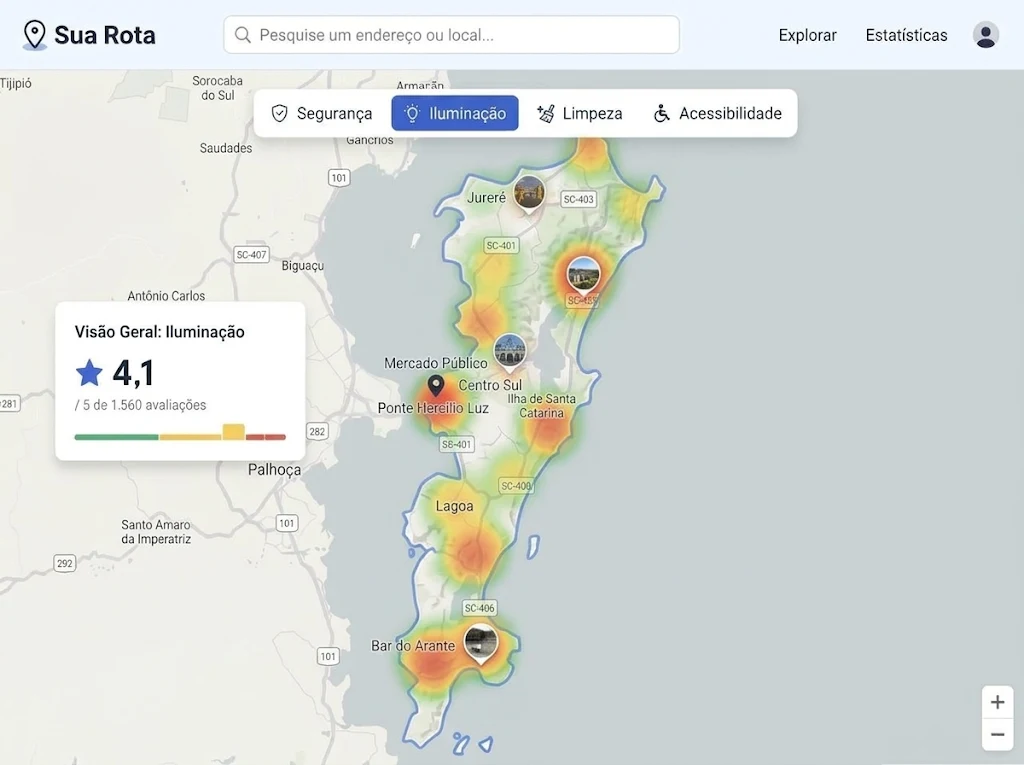 Sua Rota
Pesquise um endereço ou local...
Explorar
Estatísticas
Tijipió
Sorocaba
do Sul
Armação
Segurança
Iluminação
Limpeza
Acessibilidade
Saudades
Ganchos
101
Jureré
SC-403
SC-401
SC-407
Biguaçu
Antônio Carlos
Visão Geral: Iluminação
4,1
/ 5 de 1.560 avaliações
Mercado Público
Centro Sul
Ponte Hercílio Luz
Ilha de Santa
Catarina
281
282
S8-401
Palhoça
SC-400
Lagoa
Santo Amaro
da Imperatriz
101
292
SC-406
Bar do Arante
101
+
−